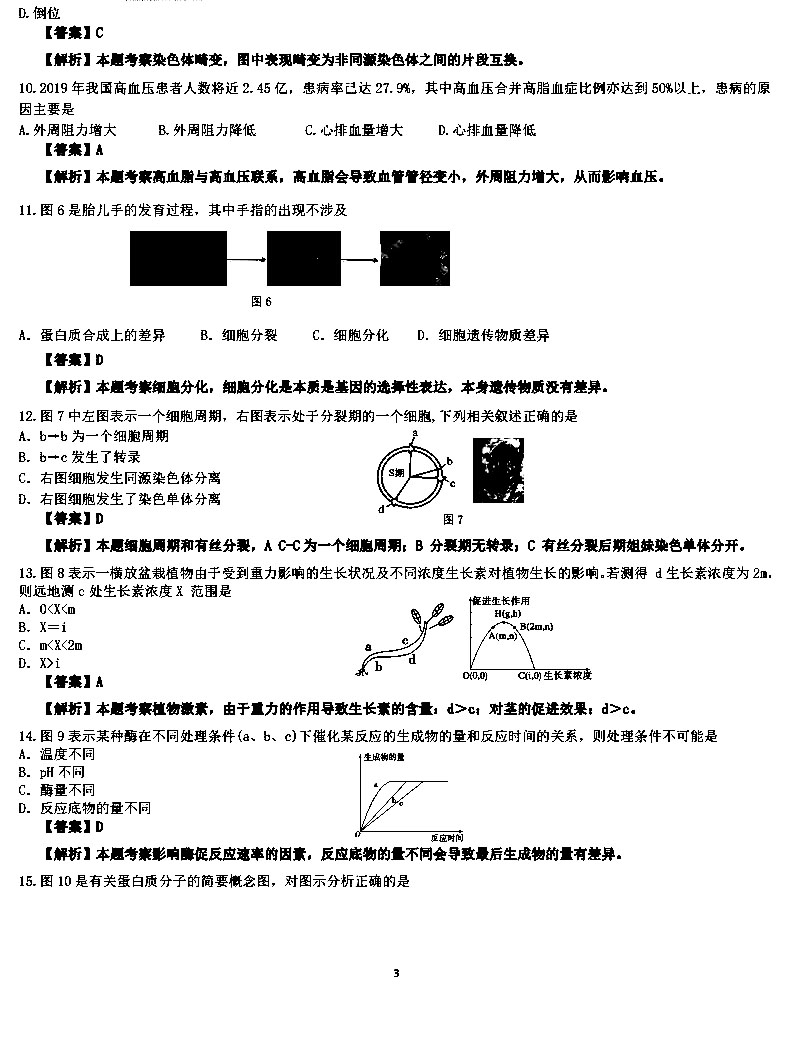 D.倒位
【答案】C
【解析】本题考察染色体畸变，图中表现畸变为非同源染色体之间的片段互换。
10.2019 年我国高血压患者人数将近 2.45 亿，患病率已达 27.9%，其中高血压合并高脂血症比例亦达到 50%以上，患病的原
因主要是
A.外周阻力增大 B.外周阻力降低 C.心排血量增大 D.心排血量降低
【答案】A
【解析】本题考察高血脂与高血压联系，高血脂会导致血管管径变小，外周阻力增大，从而影响血压。
11.图 6 是胎儿手的发育过程，其中手指的出现不涉及
图 6
A．蛋白质合成上的差异 B．细胞分裂 C．细胞分化 D．细胞遗传物质差异
【答案】D
【解析】本题考察细胞分化，细胞分化是本质是基因的选择性表达，本身遗传物质没有差异。
12.图 7 中左图表示一个细胞周期，右图表示处于分裂期的一个细胞,下列相关叙述正确的是
A．b→b 为一个细胞周期
B．b→c 发生了转录
C．右图细胞发生同源染色体分离
D．右图细胞发生了染色单体分离
a
S期
b
c
d
图 7
【答案】D
【解析】本题细胞周期和有丝分裂，A C-C 为一个细胞周期；B 分裂期无转录；C 有丝分裂后期姐妹染色单体分开。
13.图 8 表示一横放盆栽植物由于受到重力影响的生长状况及不同浓度生长素对植物生长的影响。若测得 d 生长素浓度为 2m,
则远地测 c 处生长素浓度 X 范围是
A．0<X<m
B．X＝i
C．m<X<2m
D．X>i
a
b
c
d
促进生长作用
H(g,h)
B(2m,n)
A(m,n)
O(0,0) C(i,0) 生长素浓度
【答案】A
【解析】本题考察植物激素，由于重力的作用导致生长素的含量：d＞c；对茎的促进效果：d＞c。
14.图 9 表示某种酶在不同处理条件(a、b、c)下催化某反应的生成物的量和反应时间的关系，则处理条件不可能是
A．温度不同
B．pH 不同
C．酶量不同
D．反应底物的量不同
生成物的量
a
b
c
O
反应时间
【答案】D
【解析】本题考察影响酶促反应速率的因素，反应底物的量不同会导致最后生成物的量有差异。
15.图 10 是有关蛋白质分子的简要概念图，对图示分析正确的是
3